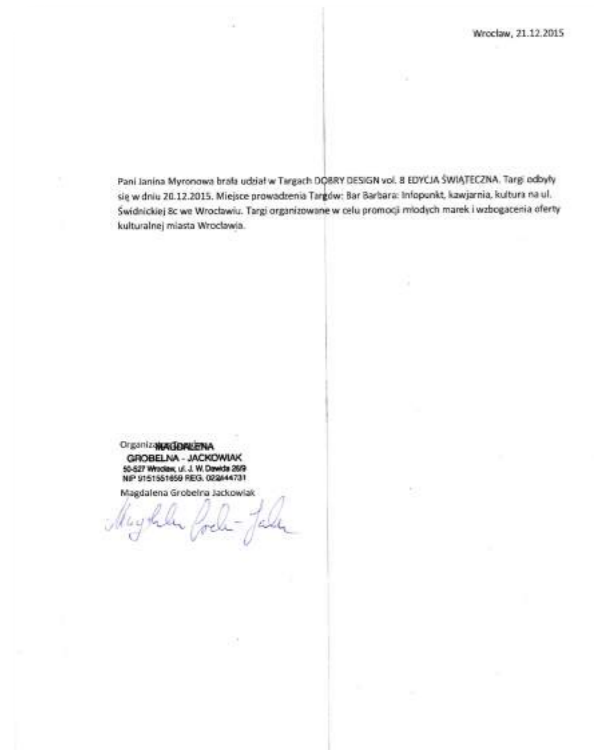 Wrocław, 21.12.2015
Pani Janina Myronowa brała udział w Targach DOBRY DESIGN vol. 8 EDYCJA ŚWIĄTECZNA. Targi odbyły
się w dniu 20.12.2015. Miejsce prowadzenia Targów: Bar Barbara: Infopunkt, kawjarnia, kultura na ul.
Świdnickiej 8c we Wrocławiu. Targi organizowane w celu promocji młodych marek i wzbogacenia oferty
kulturalnej miasta Wrocławia.
MAGDALENA
GROBELNA - JACKOWIAK
50-527 Wrocław, ul. J. W. Dawida 26/9
NIP 9151551659 REG. 022444731
Magdalena Grobelna Jackowiak